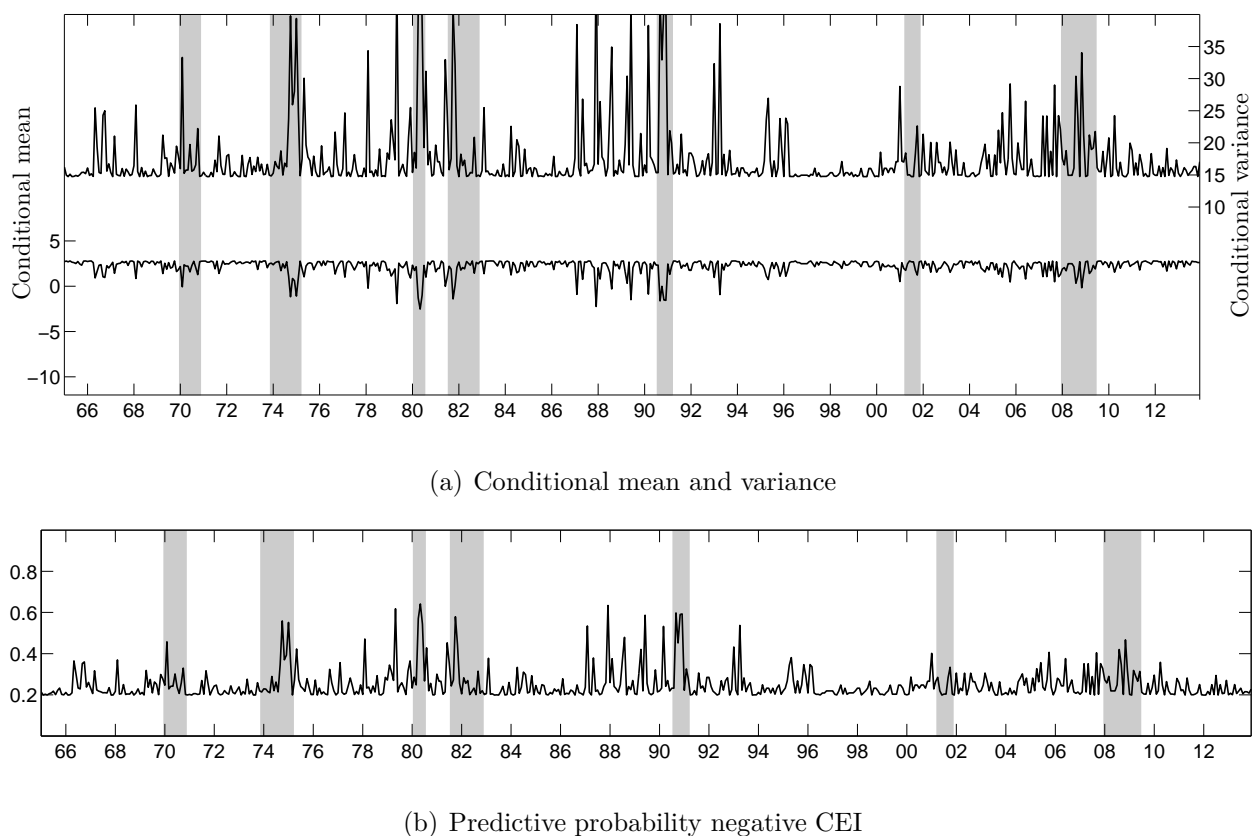 35
30
25
20
15
10
Conditional variance
Conditional mean
5
0
−5
−10
66 70 72 74 76 78 80 82 84 86 88 90 92 94 96 98 00 02 04 06 08 10 12
(a) Conditional mean and variance
0.8
0.6
0.4
0.2
66 70 72 74 76 78 80 82 84 86 88 90 92 94 96 98 00 02 04 06 08 10 12
(b) Predictive probability negative CEI